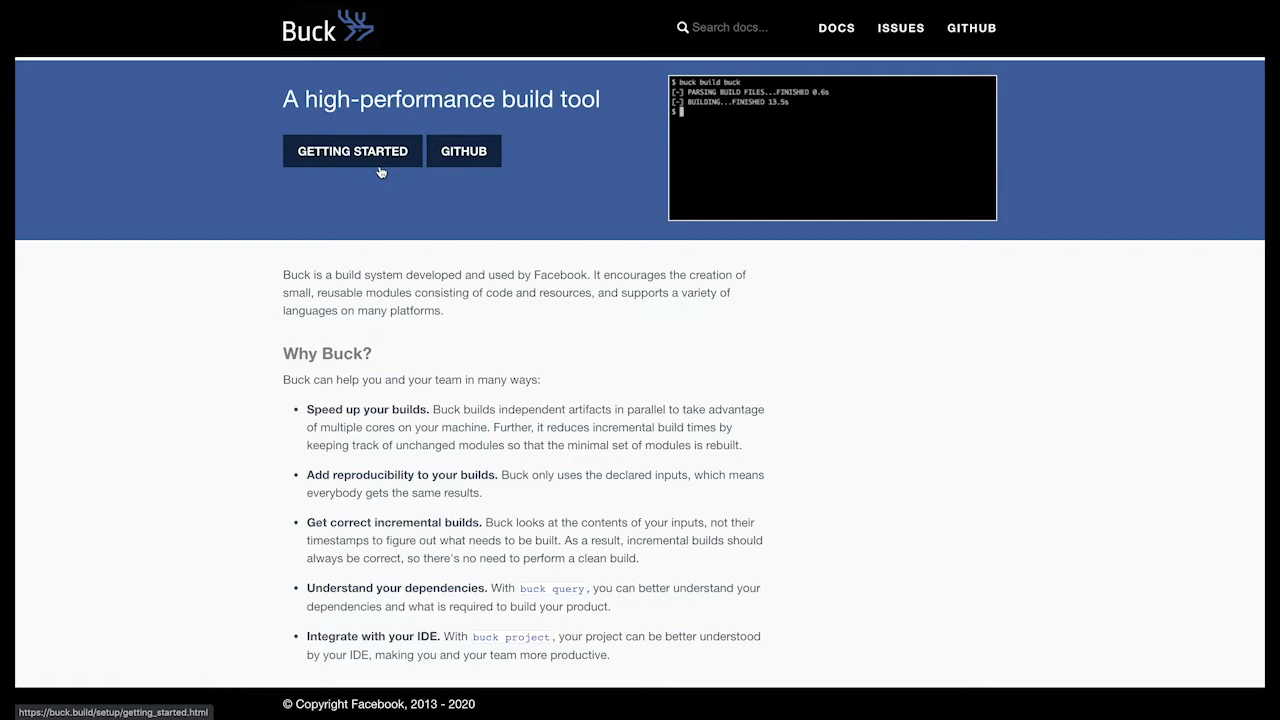 Buck
Search docs...
DOCS
ISSUES
GITHUB
A high-performance build tool
GETTING STARTED
GITHUB
$ buck build buck
[-] PARSING BUILD FILES...FINISHED 0.6s
[-] BUILDING...FINISHED 13.5s
$
Buck is a build system developed and used by Facebook. It encourages the creation of
small, reusable modules consisting of code and resources, and supports a variety of
languages on many platforms.
Why Buck?
Buck can help you and your team in many ways:
• Speed up your builds. Buck builds independent artifacts in parallel to take advantage
of multiple cores on your machine. Further, it reduces incremental build times by
keeping track of unchanged modules so that the minimal set of modules is rebuilt.
• Add reproducibility to your builds. Buck only uses the declared inputs, which means
everybody gets the same results.
• Get correct incremental builds. Buck looks at the contents of your inputs, not their
timestamps to figure out what needs to be built. As a result, incremental builds should
always be correct, so there's no need to perform a clean build.
• Understand your dependencies. With buck query, you can better understand your
dependencies and what is required to build your product.
• Integrate with your IDE. With buck project, your project can be better understood
by your IDE, making you and your team more productive.
© Copyright Facebook, 2013 - 2020
https://buck.build/setup/getting_started.html